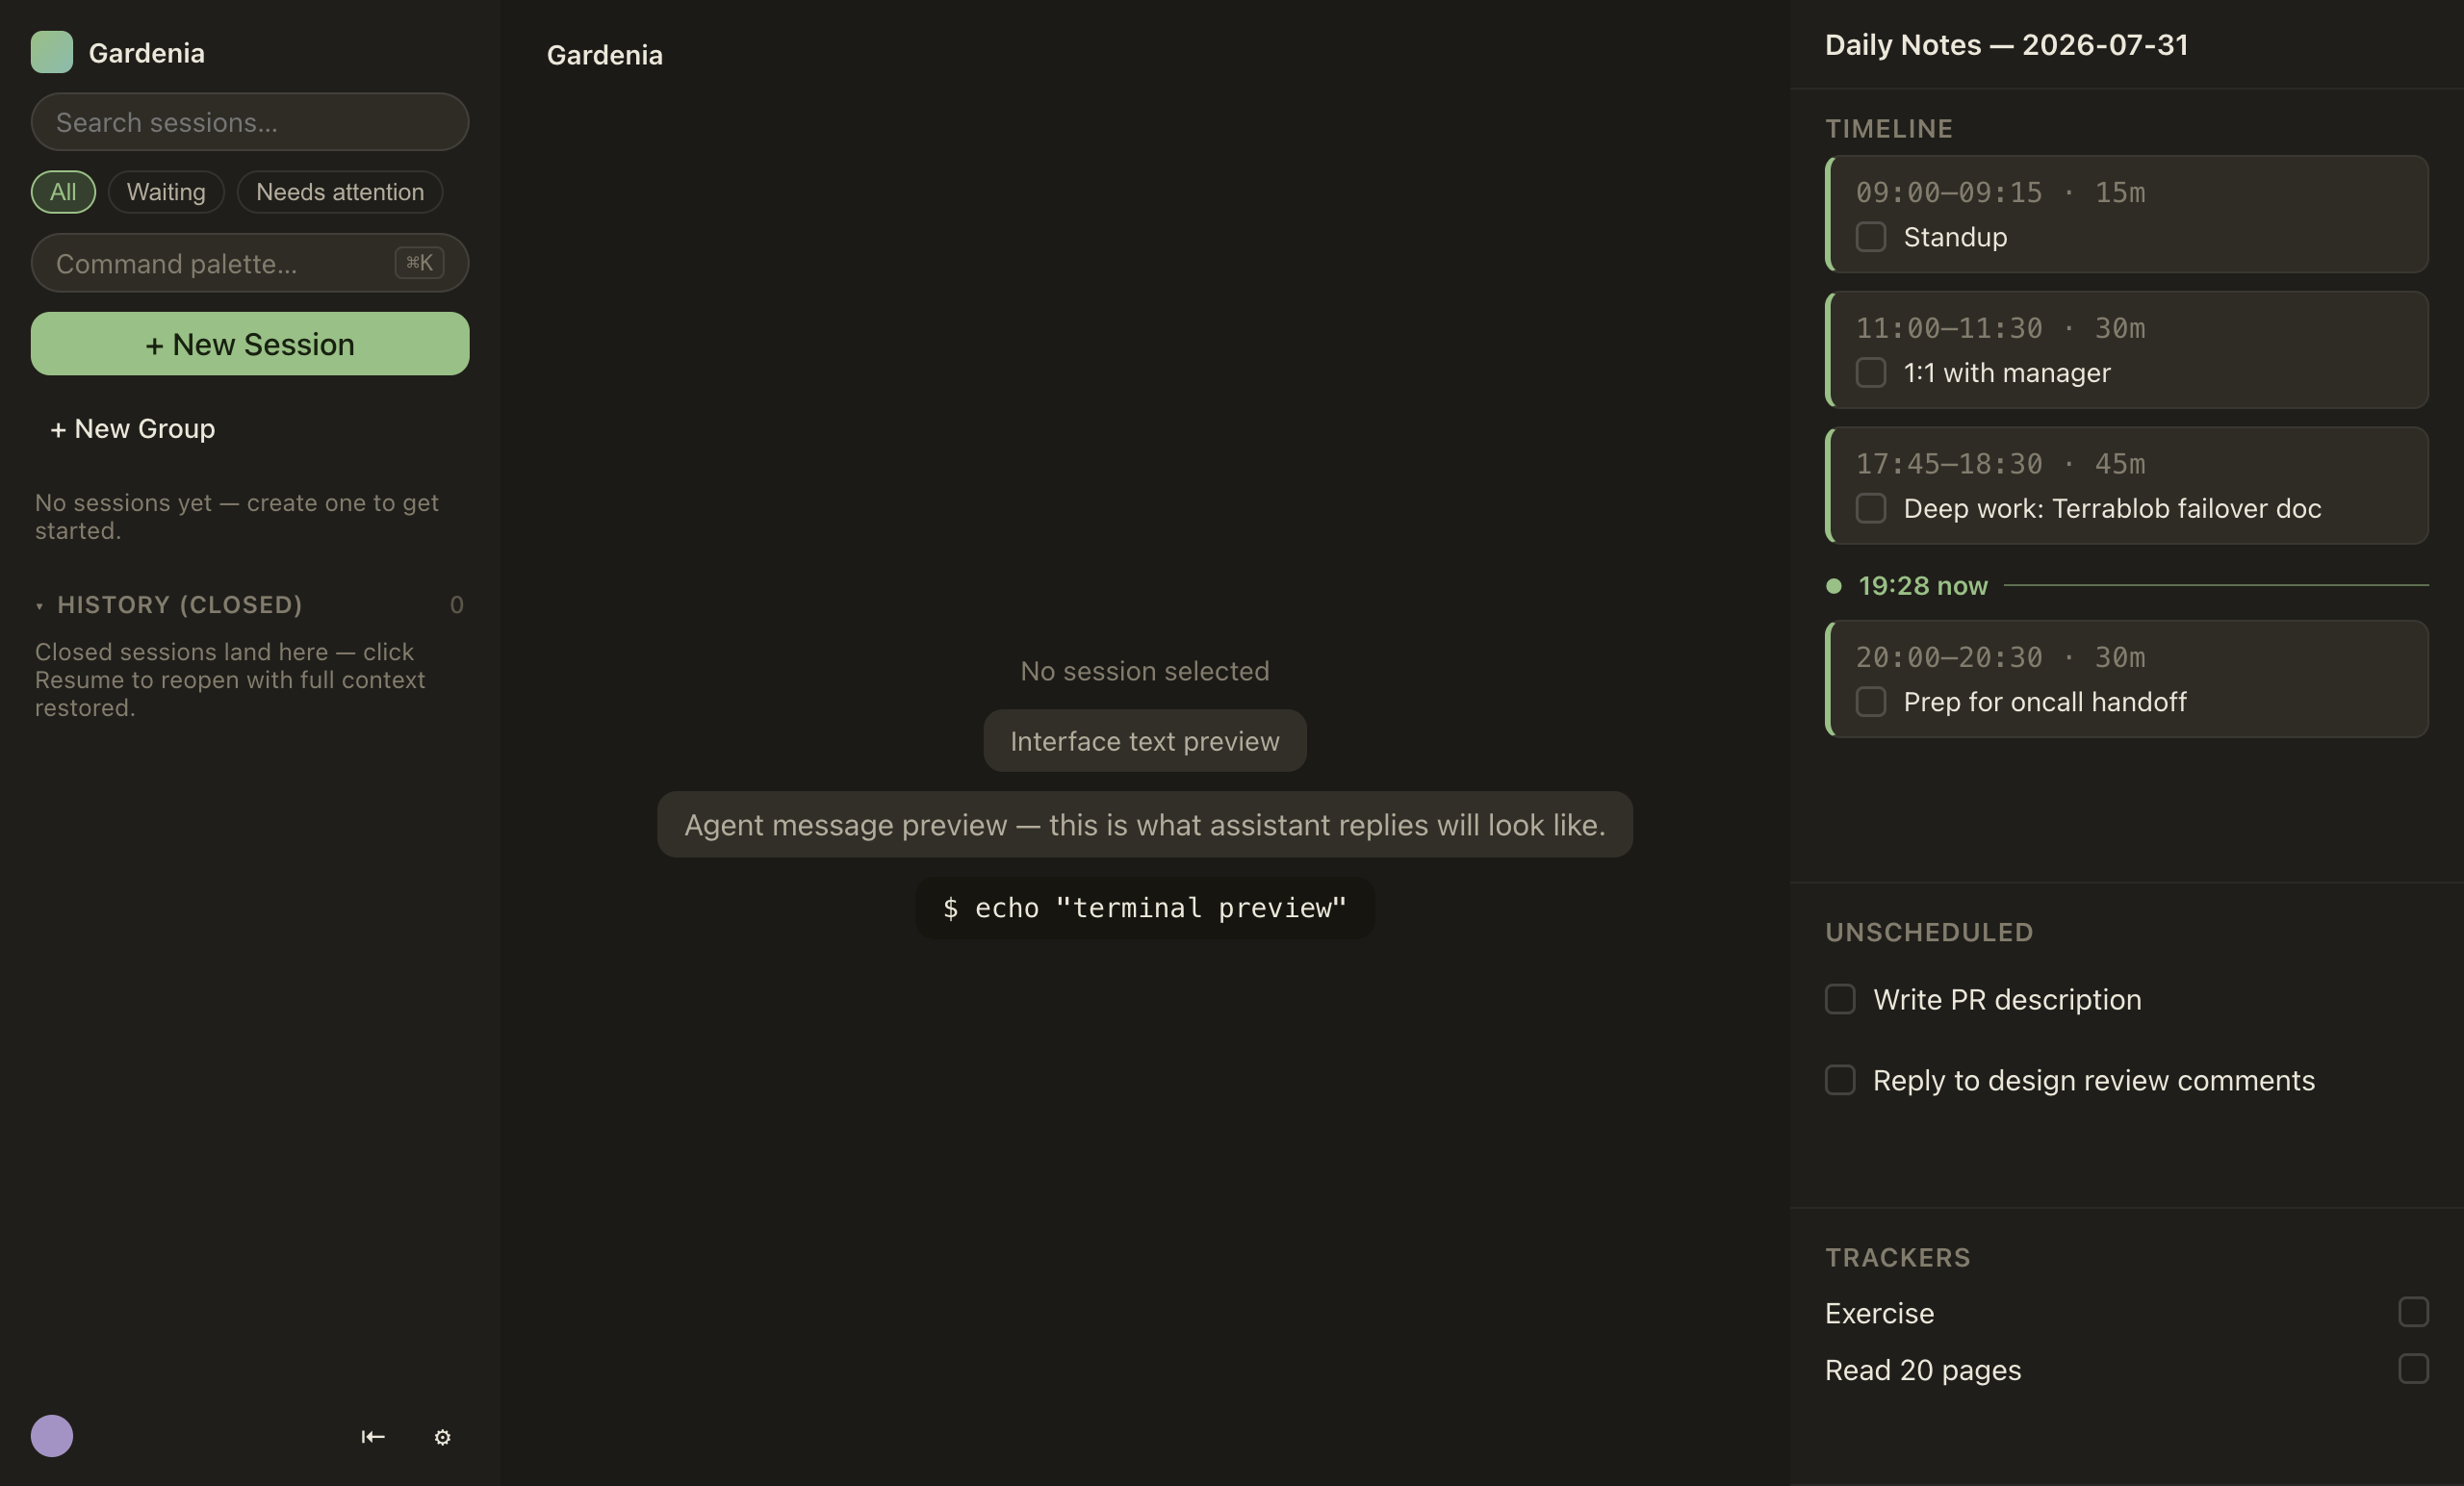 Gardenia
Search sessions...
All
Waiting
Needs attention
Command palette...
⌘K
+ New Session
+ New Group
No sessions yet — create one to get
started.
▾ HISTORY (CLOSED) 0
Closed sessions land here — click
Resume to reopen with full context
restored.
Gardenia
No session selected
Interface text preview
Agent message preview — this is what assistant replies will look like.
$ echo "terminal preview"
Daily Notes — 2026-07-31
TIMELINE
09:00–09:15 · 15m
Standup
11:00–11:30 · 30m
1:1 with manager
17:45–18:30 · 45m
Deep work: Terrablob failover doc
19:28 now
20:00–20:30 · 30m
Prep for oncall handoff
UNSCHEDULED
Write PR description
Reply to design review comments
TRACKERS
Exercise
Read 20 pages